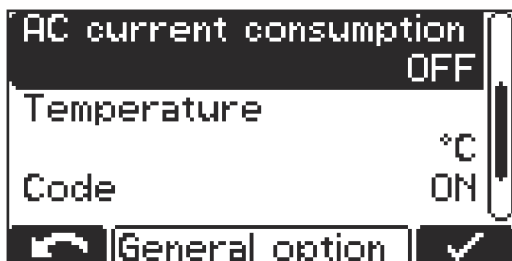 AC current consumption
OFF
Temperature
°C
Code ON
General option